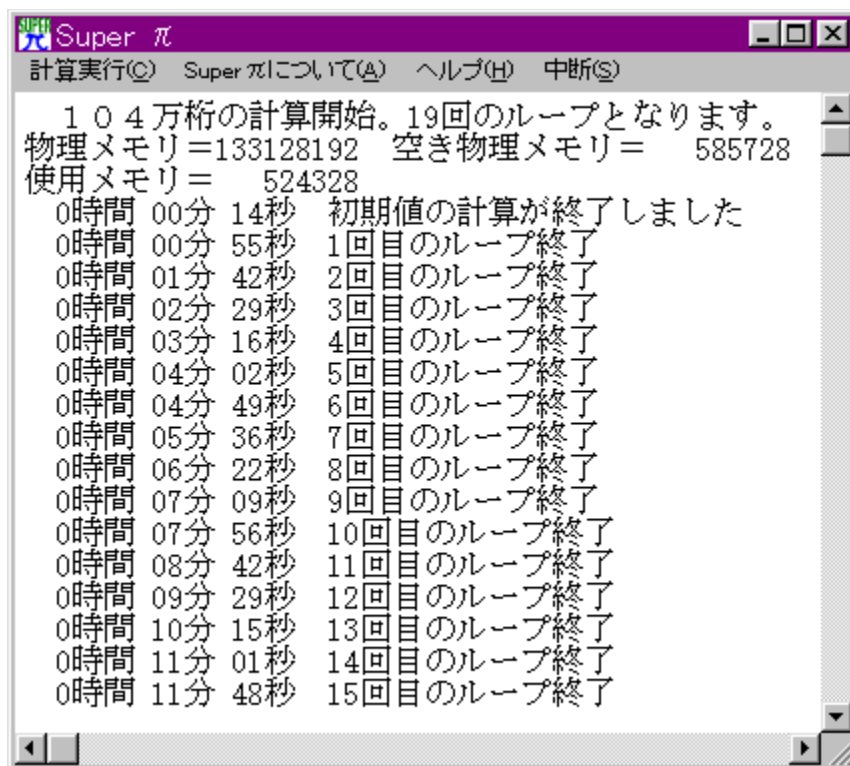 Super π
計算実行(C) Super πについて(A) ヘルプ(H) 中断(S)
１０４万桁の計算開始。19回のループとなります。
物理メモリ＝133128192 空き物理メモリ＝ 585728
使用メモリ＝ 524328
0時間 00分 14秒 初期値の計算が終了しました
0時間 00分 55秒 1回目のループ終了
0時間 01分 42秒 2回目のループ終了
0時間 02分 29秒 3回目のループ終了
0時間 03分 16秒 4回目のループ終了
0時間 04分 02秒 5回目のループ終了
0時間 04分 49秒 6回目のループ終了
0時間 05分 36秒 7回目のループ終了
0時間 06分 22秒 8回目のループ終了
0時間 07分 09秒 9回目のループ終了
0時間 07分 56秒 10回目のループ終了
0時間 08分 42秒 11回目のループ終了
0時間 09分 29秒 12回目のループ終了
0時間 10分 15秒 13回目のループ終了
0時間 11分 01秒 14回目のループ終了
0時間 11分 48秒 15回目のループ終了